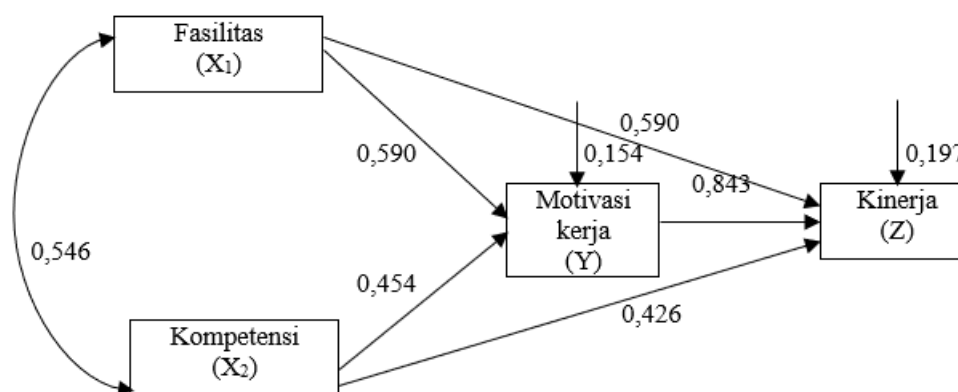 Fasilitas
(X₁)
0,590
0,590
0,154
0,197
0,843
Motivasi
kerja
(Y)
Kinerja
(Z)
0,546
0,454
0,426
Kompetensi
(X₂)